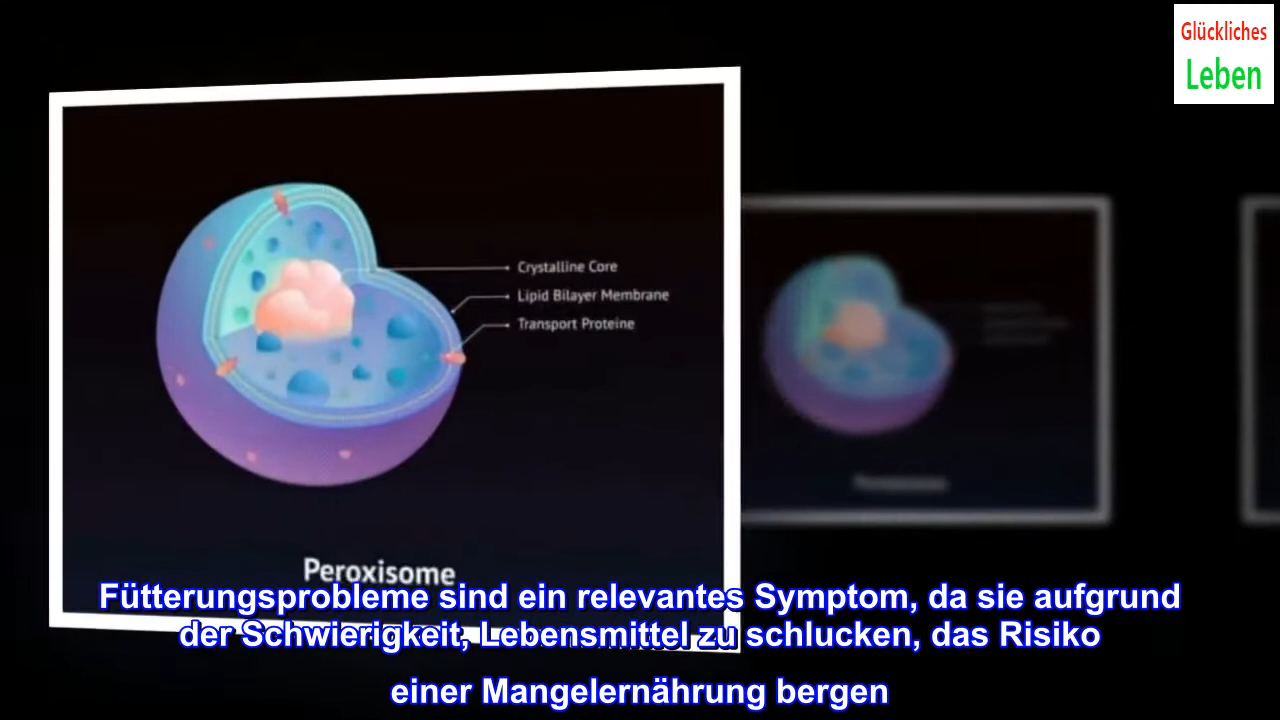 Glückliches
Leben
Crystalline Core
Lipid Bilayer Membrane
Transport Proteine
Peroxisome
Fütterungsprobleme sind ein relevantes Symptom, da sie aufgrund
der Schwierigkeit, Lebensmittel zu schlucken, das Risiko
einer Mangelernährung bergen